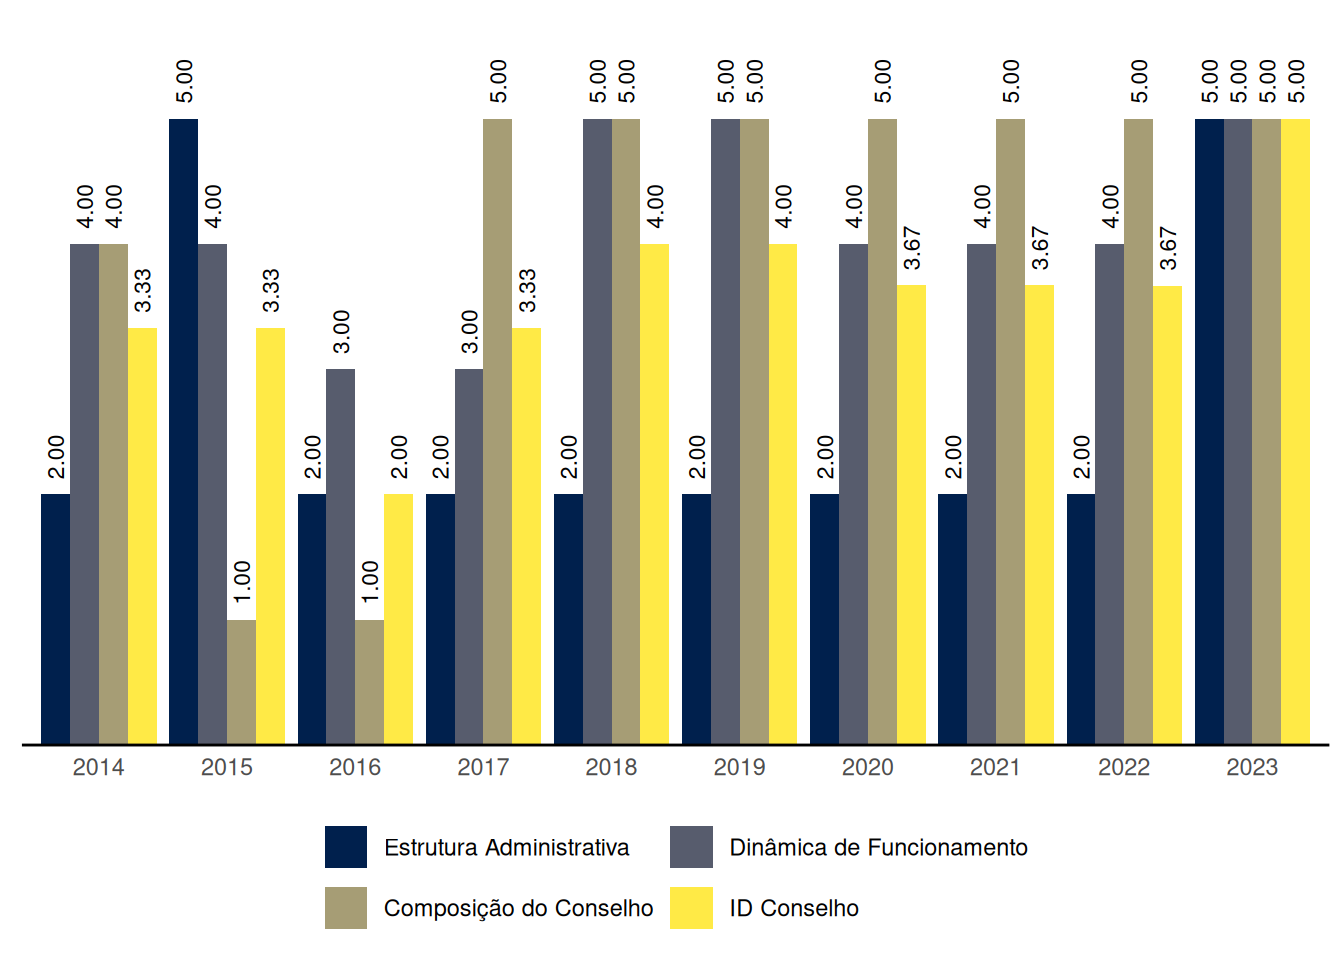 2.00 4.00 4.00 3.33
5.00 4.00 1.00 3.33
2.00 3.00 1.00 2.00
2.00 3.00 5.00 3.33
2.00 5.00 5.00 4.00
2.00 5.00 5.00 4.00
2.00 4.00 5.00 3.67
2.00 4.00 5.00 3.67
2.00 4.00 5.00 3.67
5.00 5.00 5.00 5.00
2014 2015 2016 2017 2018 2019 2020 2021 2022 2023
Estrutura Administrativa Dinâmica de Funcionamento
Composição do Conselho ID Conselho